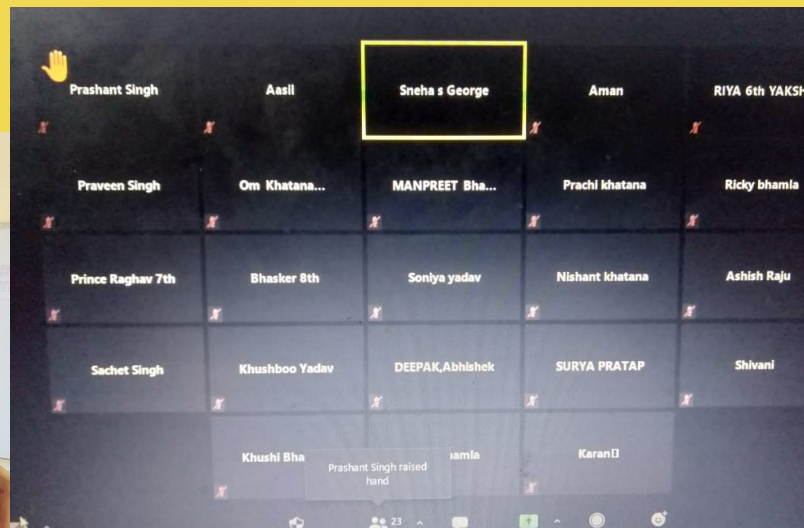 Prashant Singh
Aasil
Sneha s George
Aman
RIYA 6th YAKSH
Praveen Singh
Om Khatana...
MANPREET Bha...
Prachi khatana
Ricky bhamla
Prince Raghav 7th
Bhasker 8th
Soniya yadav
Nishant khatana
Ashish Raju
Sachet Singh
Khushboo Yadav
DEEPAK,Abhishek
SURYA PRATAP
Shivani
Khushi Bha
amla
Karan
Prashant Singh raised
hand
23